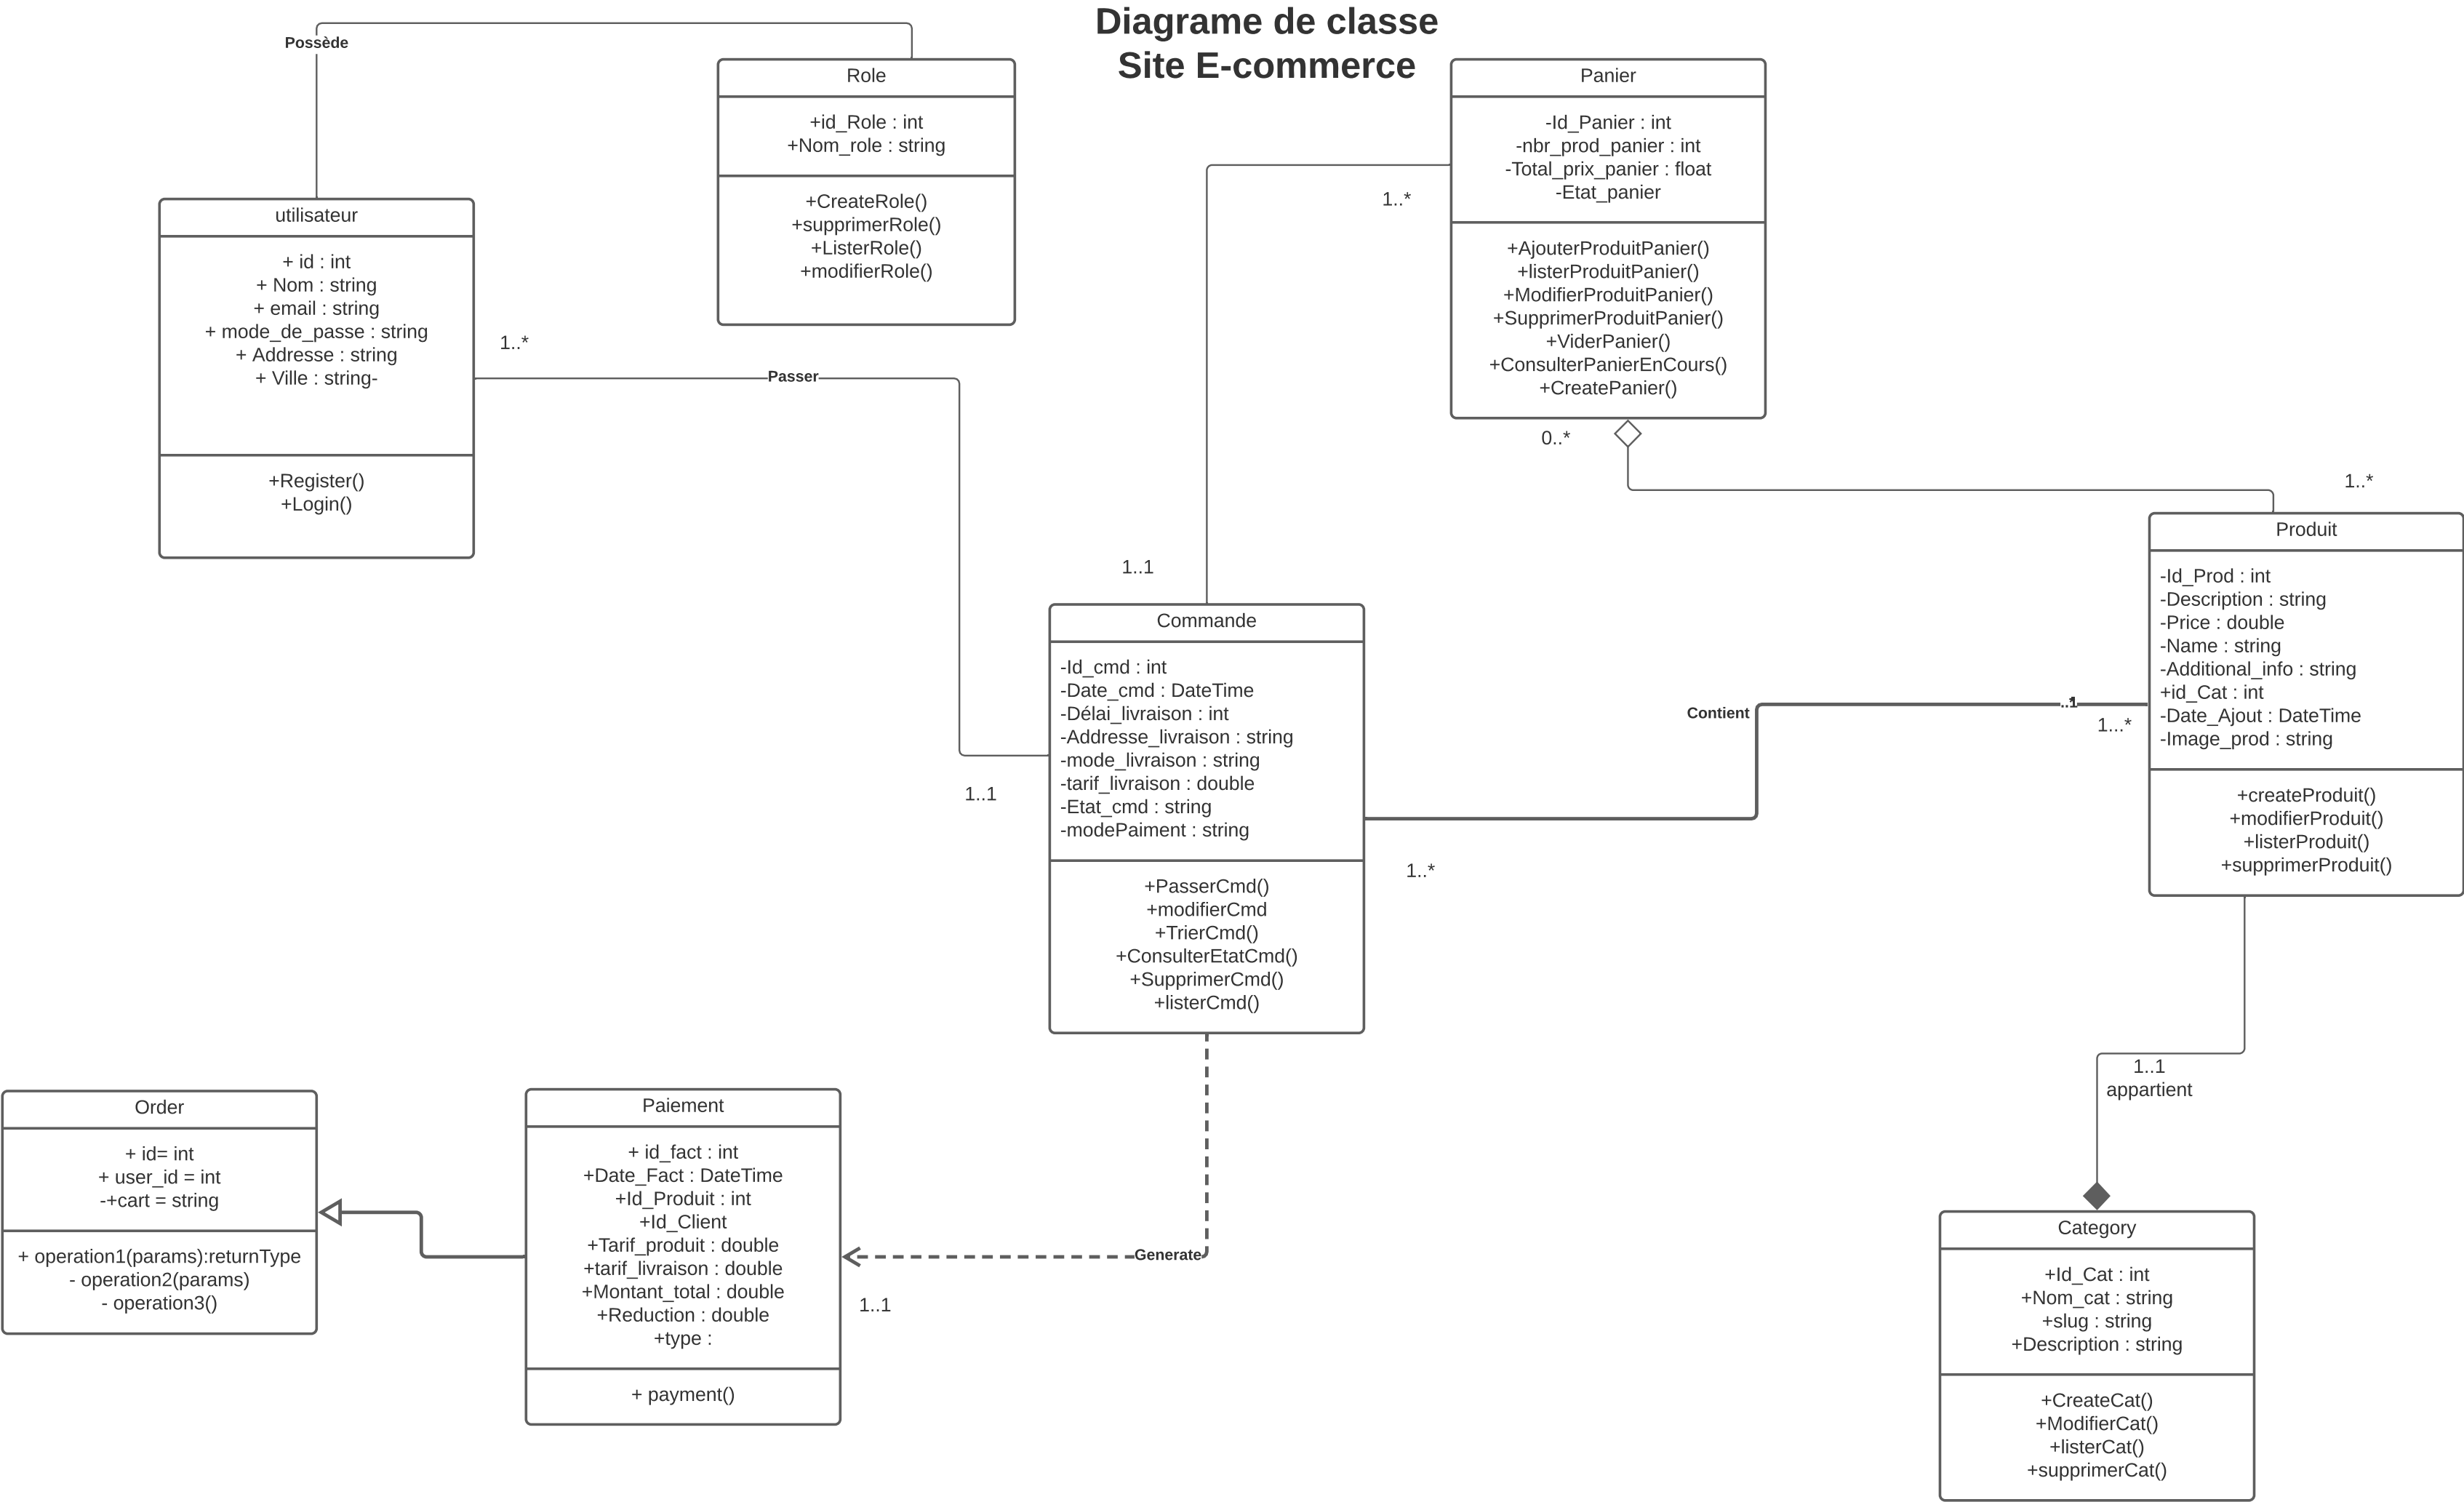 Diagrame de classe
Site E-commerce
Possède
Role
+id_Role : int
+Nom_role : string
+CreateRole()
+supprimerRole()
+ListerRole()
+modifierRole()
Panier
-Id_Panier : int
-nbr_prod_panier : int
-Total_prix_panier : float
-Etat_panier
+AjouterProduitPanier()
+listerProduitPanier()
+ModifierProduitPanier()
+SupprimerProduitPanier()
+ViderPanier()
+ConsulterPanierEnCours()
+CreatePanier()
utilisateur
+ id : int
+ Nom : string
+ email : string
+ mode_de_passe : string
+ Addresse : string
+ Ville : string-
+Register()
+Login()
1..*
1..*
Passer
0..*
1..*
1..1
1..1
Commande
-Id_cmd : int
-Date_cmd : DateTime
-Délai_livraison : int
-Addresse_livraison : string
-mode_livraison : string
-tarif_livraison : double
-Etat_cmd : string
-modePaiment : string
+PasserCmd()
+modifierCmd
+TrierCmd()
+ConsulterEtatCmd()
+SupprimerCmd()
+listerCmd()
Produit
-Id_Prod : int
-Description : string
-Price : double
-Name : string
-Additional_info : string
+id_Cat : int
-Date_Ajout : DateTime
-Image_prod : string
+createProduit()
+modifierProduit()
+listerProduit()
+supprimerProduit()
Contient
1...*
1..*
1..1
appartient
Order
+ id= int
+ user_id = int
-+cart = string
+ operation1(params):returnType
- operation2(params)
- operation3()
Paiement
+ id_fact : int
+Date_Fact : DateTime
+Id_Produit : int
+Id_Client
+Tarif_produit : double
+tarif_livraison : double
+Montant_total : double
+Reduction : double
+type :
+ payment()
Generate
1..1
Category
+Id_Cat : int
+Nom_cat : string
+slug : string
+Description : string
+CreateCat()
+ModifierCat()
+listerCat()
+supprimerCat()